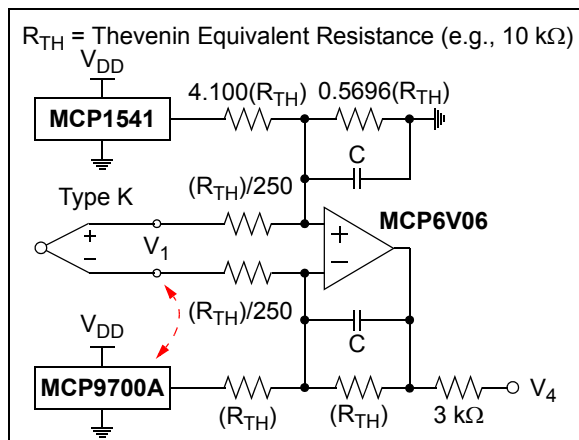 R_TH = Thevenin Equivalent Resistance (e.g., 10 kΩ)
V_DD
4.100(R_TH)
0.5696(R_TH)
MCP1541
C
Type K
(R_TH)/250
MCP6V06
+
+
V_1
−
−
(R_TH)/250
V_DD
C
MCP9700A
V_4
(R_TH)
(R_TH)
3 kΩ